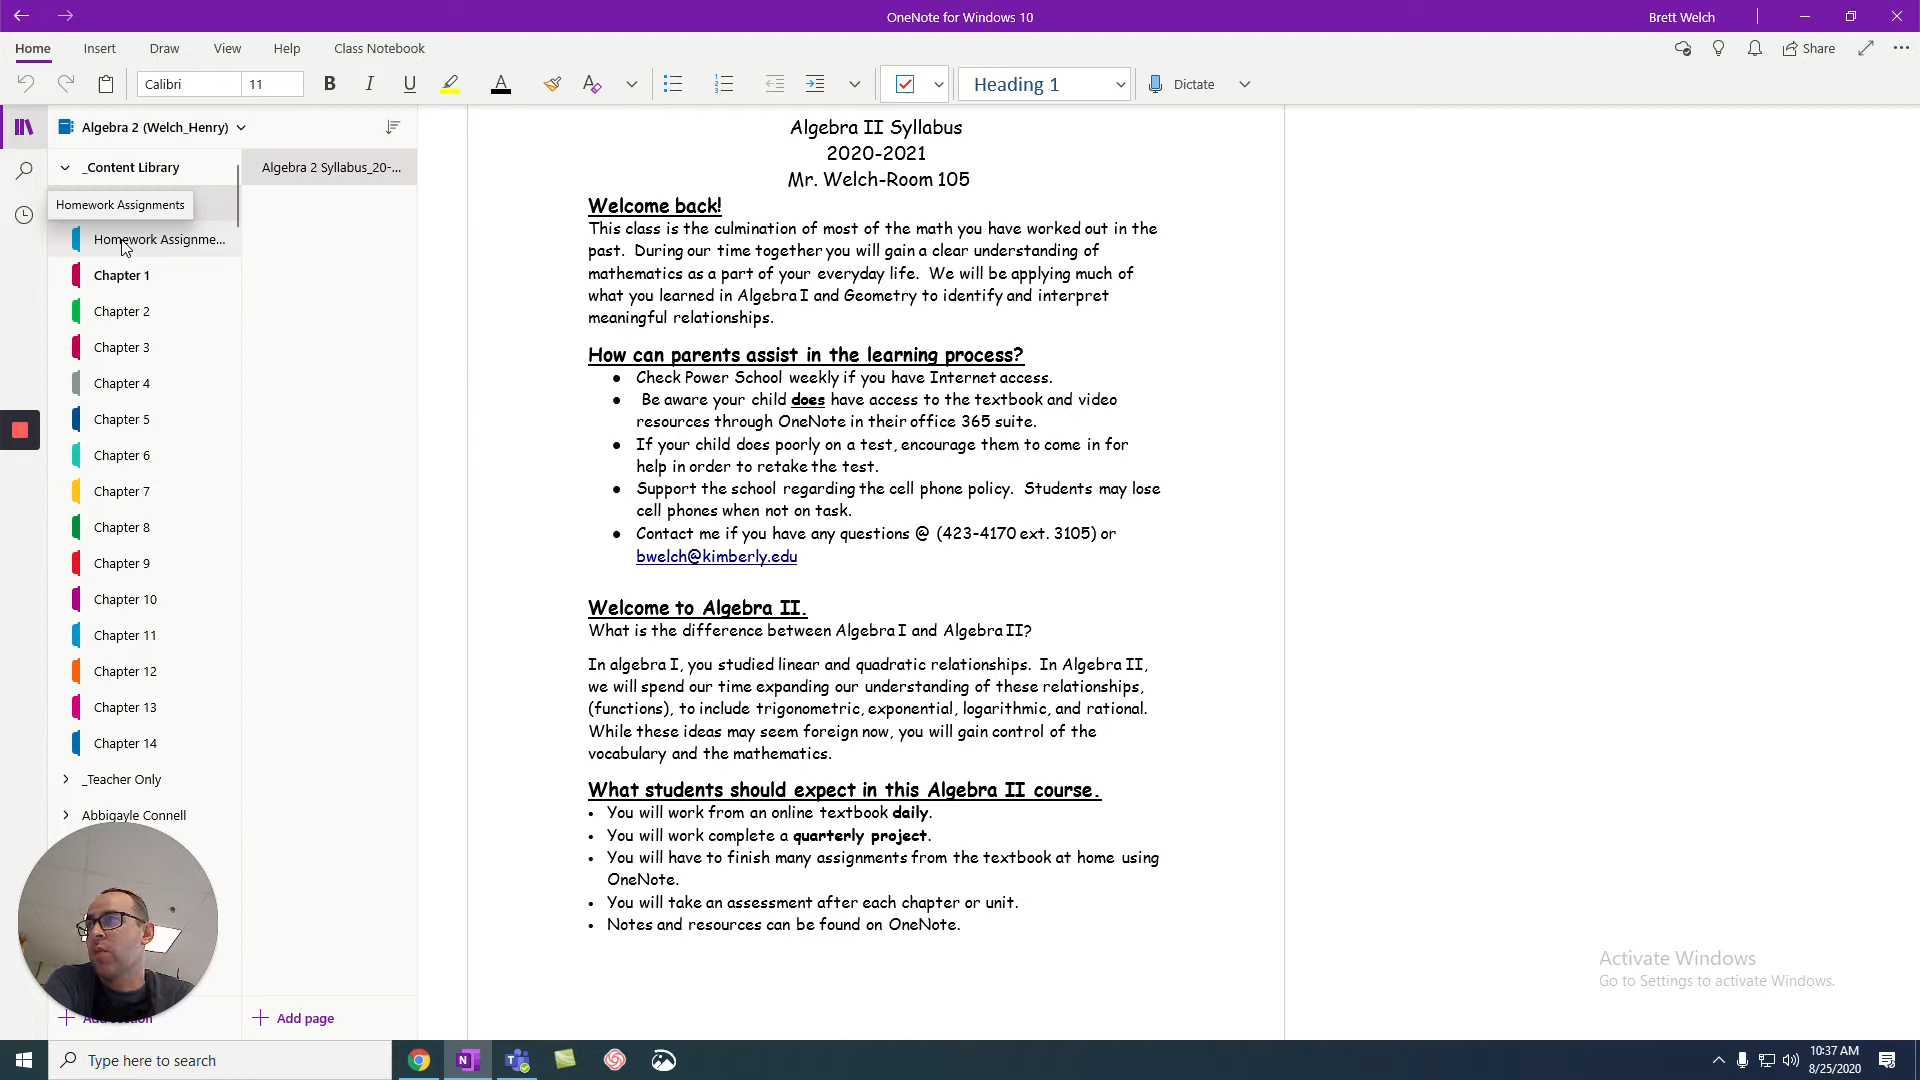 OneNote for Windows 10
Brett Welch
Home
Insert
Draw
View
Help
Class Notebook
Share
Calibri
11
B
I
U
A
Heading 1
Dictate
Algebra 2 (Welch_Henry)
_Content Library
Homework Assignments
Homework Assignme...
Chapter 1
Chapter 2
Chapter 3
Chapter 4
Chapter 5
Chapter 6
Chapter 7
Chapter 8
Chapter 9
Chapter 10
Chapter 11
Chapter 12
Chapter 13
Chapter 14
_Teacher Only
Abbigayle Connell
Algebra 2 Syllabus_20-...
Add page
Algebra II Syllabus
2020-2021
Mr. Welch-Room 105
Welcome back!
This class is the culmination of most of the math you have worked out in the
past. During our time together you will gain a clear understanding of
mathematics as a part of your everyday life. We will be applying much of
what you learned in Algebra I and Geometry to identify and interpret
meaningful relationships.
How can parents assist in the learning process?
● Check Power School weekly if you have Internet access.
● Be aware your child does have access to the textbook and video
resources through OneNote in their office 365 suite.
● If your child does poorly on a test, encourage them to come in for
help in order to retake the test.
● Support the school regarding the cell phone policy. Students may lose
cell phones when not on task.
● Contact me if you have any questions @ (423-4170 ext. 3105) or
bwelch@kimberly.edu
Welcome to Algebra II.
What is the difference between Algebra I and Algebra II?
In algebra I, you studied linear and quadratic relationships. In Algebra II,
we will spend our time expanding our understanding of these relationships,
(functions), to include trigonometric, exponential, logarithmic, and rational.
While these ideas may seem foreign now, you will gain control of the
vocabulary and the mathematics.
What students should expect in this Algebra II course.
• You will work from an online textbook daily.
• You will work complete a quarterly project.
• You will have to finish many assignments from the textbook at home using
OneNote.
• You will take an assessment after each chapter or unit.
• Notes and resources can be found on OneNote.
Activate Windows
Go to Settings to activate Windows.
Type here to search
10:37 AM
8/25/2020